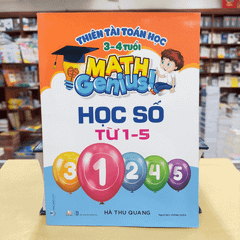 THIÊN TÀI TOÁN HỌC
3-4 TUỔI
MATH
Genius!
HỌC SỐ
TỪ 1-5
3 1 2 4 5
HÀ THU QUANG